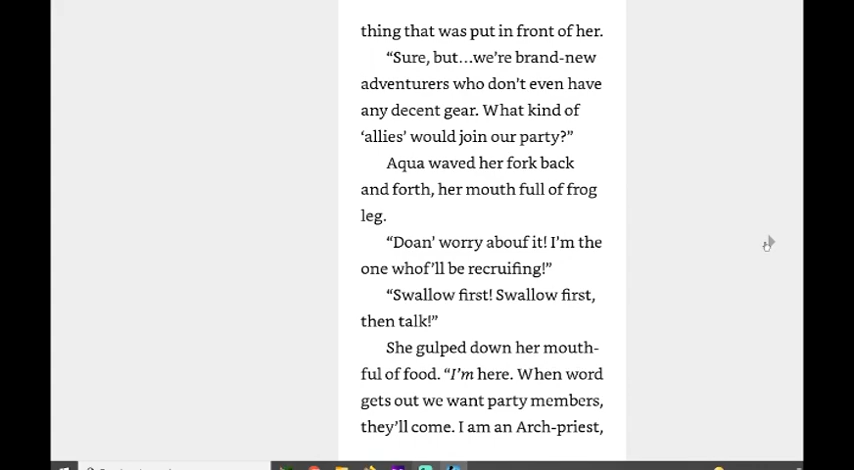 thing that was put in front of her.
“Sure, but…we’re brand-new
adventurers who don’t even have
any decent gear. What kind of
‘allies’ would join our party?”
Aqua waved her fork back
and forth, her mouth full of frog
leg.
“Doan’ worry abouf it! I’m the
one whof’ll be recruifing!”
“Swallow first! Swallow first,
then talk!”
She gulped down her mouth-
ful of food. “I’m here. When word
gets out we want party members,
they’ll come. I am an Arch-priest,